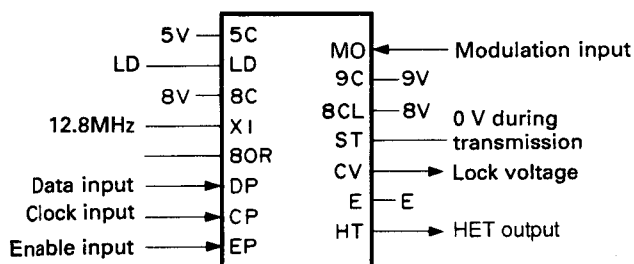 5V 5C
LD LD
8V 8C
12.8MHz XI
8OR
Data input DP
Clock input CP
Enable input EP
MO Modulation input
9C 9V
8CL 8V
ST 0 V during
transmission
CV Lock voltage
E E
HT HET output